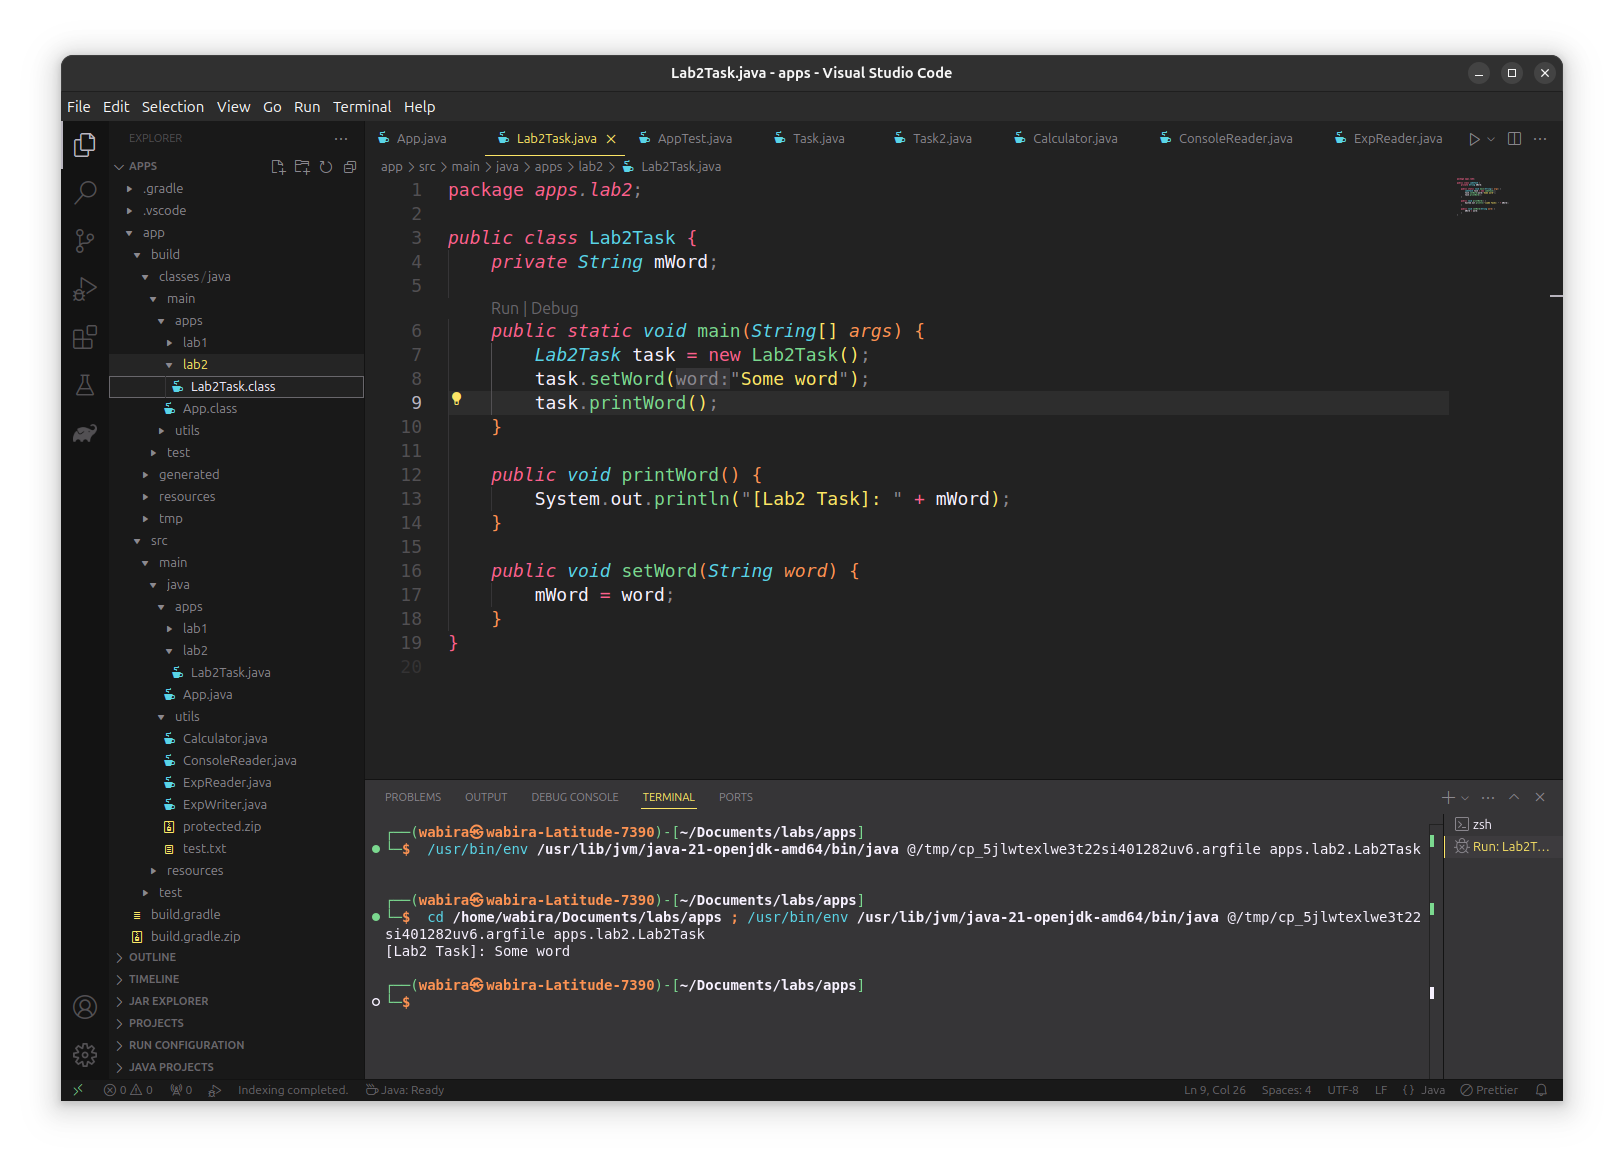 Lab2Task.java - apps - Visual Studio Code
File Edit Selection View Go Run Terminal Help
EXPLORER
APPS
.gradle
.vscode
app
build
classes / java
main
apps
lab1
lab2
Lab2Task.class
App.class
utils
test
generated
resources
tmp
src
main
java
apps
lab1
lab2
Lab2Task.java
App.java
utils
Calculator.java
ConsoleReader.java
ExpReader.java
ExpWriter.java
protected.zip
test.txt
resources
test
build.gradle
build.gradle.zip
OUTLINE
TIMELINE
JAR EXPLORER
PROJECTS
RUN CONFIGURATION
JAVA PROJECTS
App.java Lab2Task.java AppTest.java Task.java Task2.java Calculator.java ConsoleReader.java ExpReader.java
app > src > main > java > apps > lab2 > Lab2Task.java
1 package apps.lab2;
2
3 public class Lab2Task {
4 private String mWord;
5
Run | Debug
6 public static void main(String[] args) {
7 Lab2Task task = new Lab2Task();
8 task.setWord(word:"Some word");
9 task.printWord();
10 }
11
12 public void printWord() {
13 System.out.println("[Lab2 Task]: " + mWord);
14 }
15
16 public void setWord(String word) {
17 mWord = word;
18 }
19 }
20
PROBLEMS OUTPUT DEBUG CONSOLE TERMINAL PORTS
┌──(wabira㉿wabira-Latitude-7390)-[~/Documents/labs/apps]
└─$ /usr/bin/env /usr/lib/jvm/java-21-openjdk-amd64/bin/java @/tmp/cp_5jlwtexlwe3t22si401282uv6.argfile apps.lab2.Lab2Task
┌──(wabira㉿wabira-Latitude-7390)-[~/Documents/labs/apps]
└─$ cd /home/wabira/Documents/labs/apps ; /usr/bin/env /usr/lib/jvm/java-21-openjdk-amd64/bin/java @/tmp/cp_5jlwtexlwe3t22
si401282uv6.argfile apps.lab2.Lab2Task
[Lab2 Task]: Some word
┌──(wabira㉿wabira-Latitude-7390)-[~/Documents/labs/apps]
└─$
zsh
Run: Lab2T...
0 0 0 Indexing completed. Java: Ready
Ln 9, Col 26 Spaces: 4 UTF-8 LF {} Java Prettier